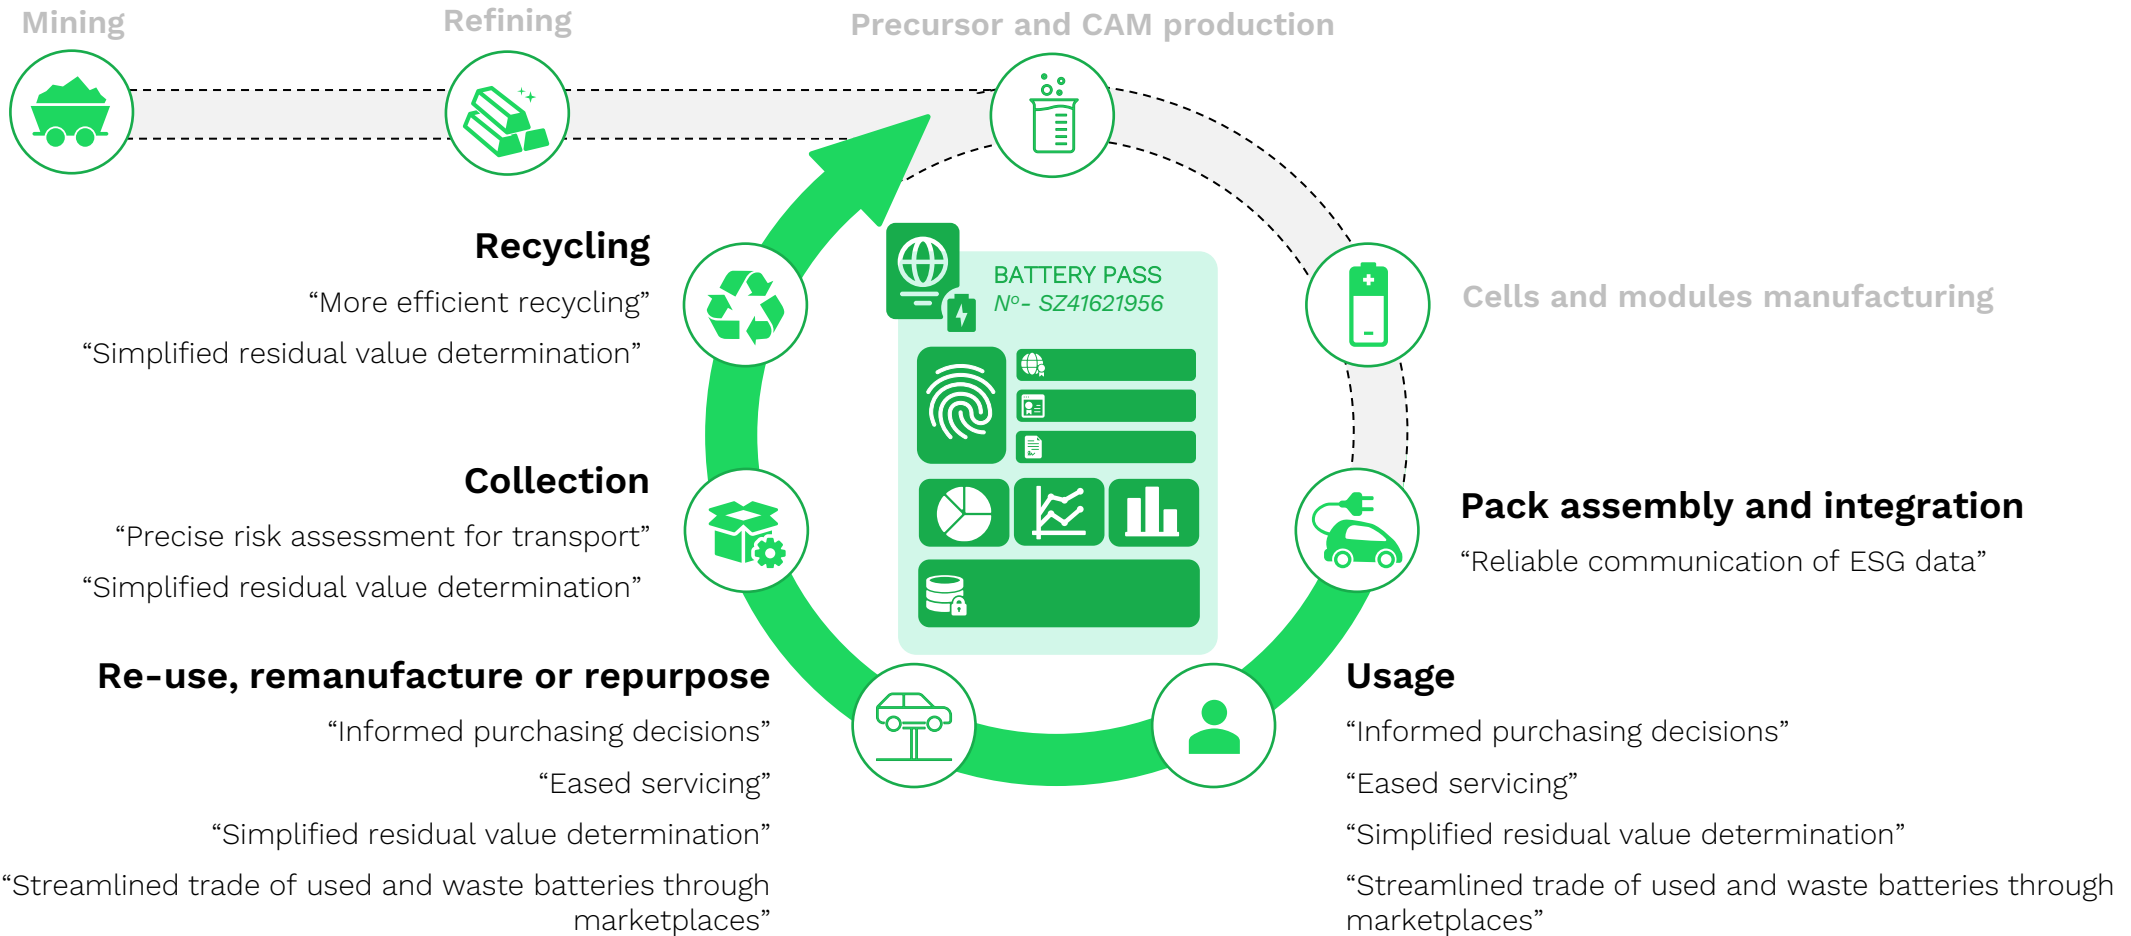 Mining
Refining
Precursor and CAM production
Recycling
“More efficient recycling”
“Simplified residual value determination”
BATTERY PASS
Nº- SZ41621956
Cells and modules manufacturing
Collection
“Precise risk assessment for transport”
“Simplified residual value determination”
Pack assembly and integration
“Reliable communication of ESG data”
Re-use, remanufacture or repurpose
“Informed purchasing decisions”
“Eased servicing”
“Simplified residual value determination”
“Streamlined trade of used and waste batteries through
marketplaces”
Usage
“Informed purchasing decisions”
“Eased servicing”
“Simplified residual value determination”
“Streamlined trade of used and waste batteries through
marketplaces”